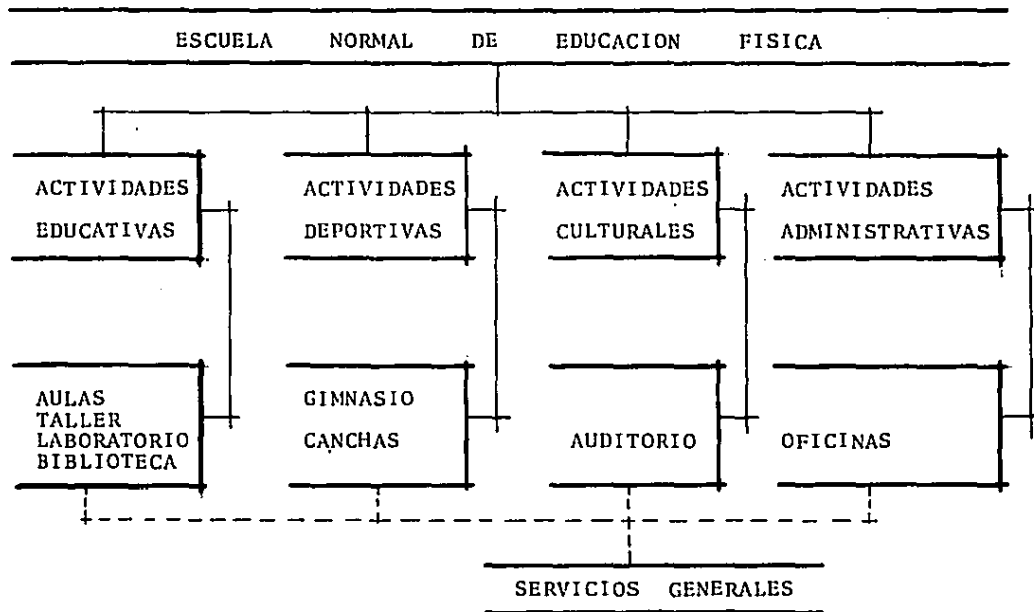 ESCUELA NORMAL DE EDUCACION FISICA
ACTIVIDADES
EDUCATIVAS
ACTIVIDADES
DEPORTIVAS
ACTIVIDADES
CULTURALES
ACTIVIDADES
ADMINISTRATIVAS
AULAS
TALLER
LABORATORIO
BIBLIOTECA
GIMNASIO
CANCHAS
AUDITORIO
OFICINAS
SERVICIOS GENERALES